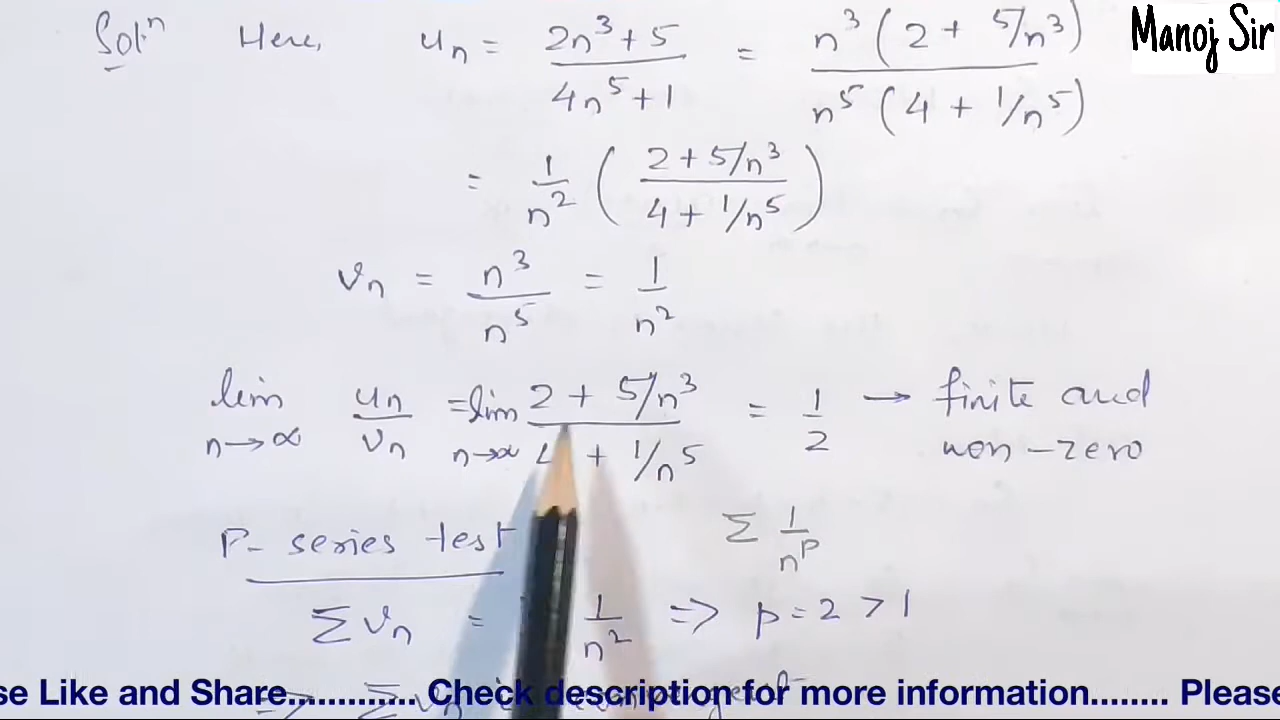 Manoj Sir
Solⁿ Here, uₙ = (2n³ + 5)/(4n⁵ + 1) = n³(2 + 5/n³)/n⁵(4 + 1/n⁵)
= 1/n² ((2 + 5/n³)/(4 + 1/n⁵))
vₙ = n³/n⁵ = 1/n²
lim n→∞ uₙ/vₙ = lim n→∞ (2 + 5/n³)/(4 + 1/n⁵) = 1/2 → finite and
non-zero
P-series test Σ 1/nᵖ
Σvₙ = 1/n² ⇒ p = 2 > 1
⇒ Σvₙ
se Like and Share............. Check description for more information........ Please